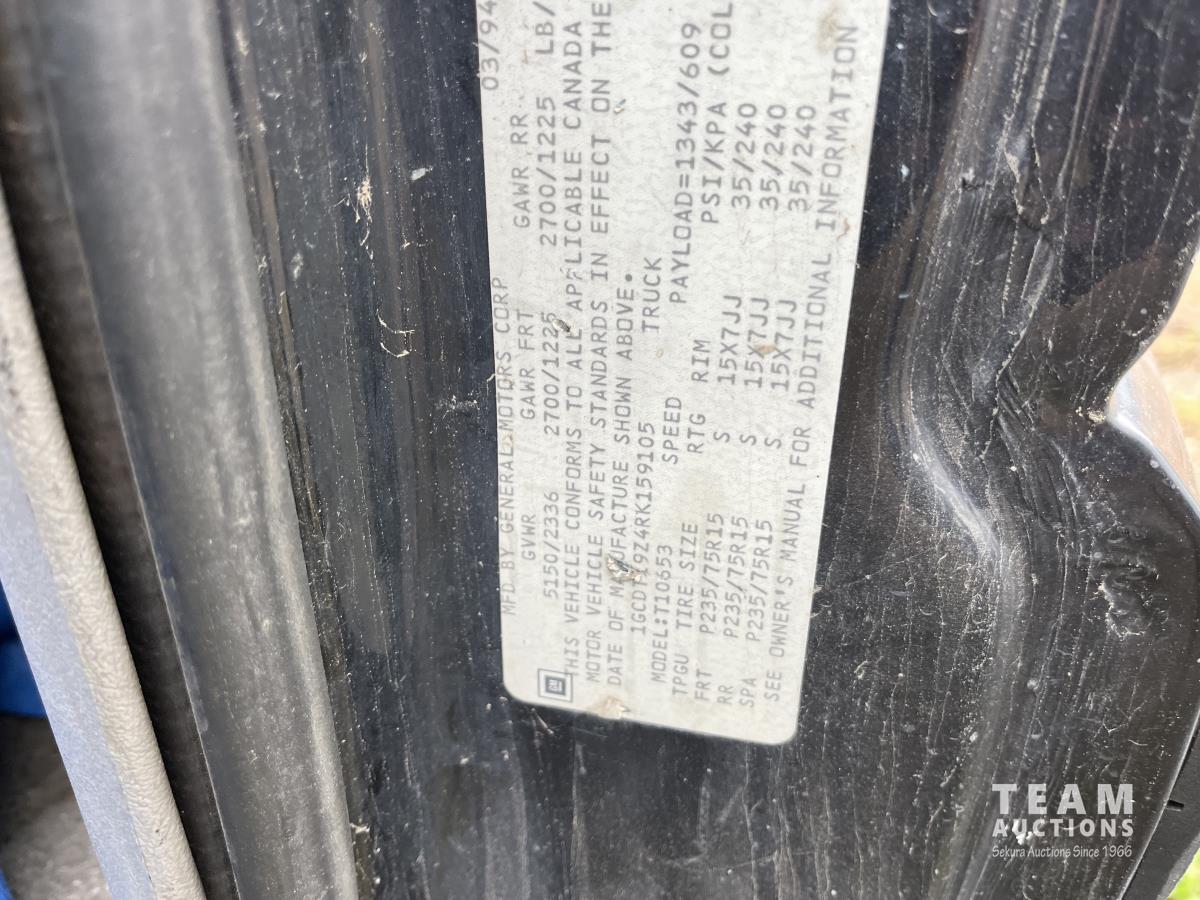 MFD BY GENERAL MOTORS CORP 03/94
GVWR GAWR FRT GAWR RR
5150/2336 2700/1225 2700/1225 LB/
THIS VEHICLE CONFORMS TO ALL APPLICABLE CANADA
MOTOR VEHICLE SAFETY STANDARDS IN EFFECT ON THE
DATE OF MANUFACTURE SHOWN ABOVE.
1GCDT19Z4RK159105 TRUCK
MODEL:T10653 PAYLOAD=1343/609
TPGU TIRE SIZE SPEED RTG RIM PSI/KPA (COL
FRT P235/75R15 S 15X7JJ 35/240
RR P235/75R15 S 15X7JJ 35/240
SPA P235/75R15 S 15X7JJ 35/240
SEE OWNER'S MANUAL FOR ADDITIONAL INFORMATION
GM
TEAM
AUCTIONS
Sekura Auctions Since 1966